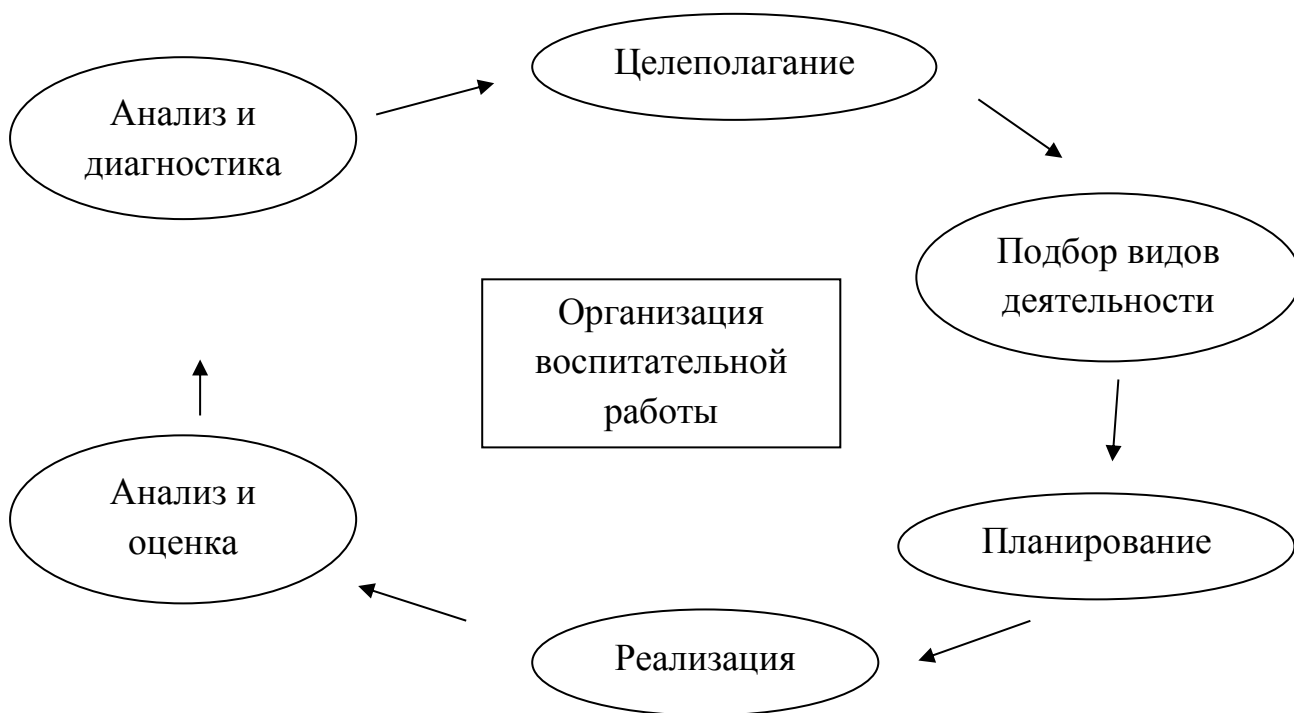 Целеполагание
Анализ и
диагностика
Подбор видов
деятельности
Организация
воспитательной
работы
Анализ и
оценка
Планирование
Реализация